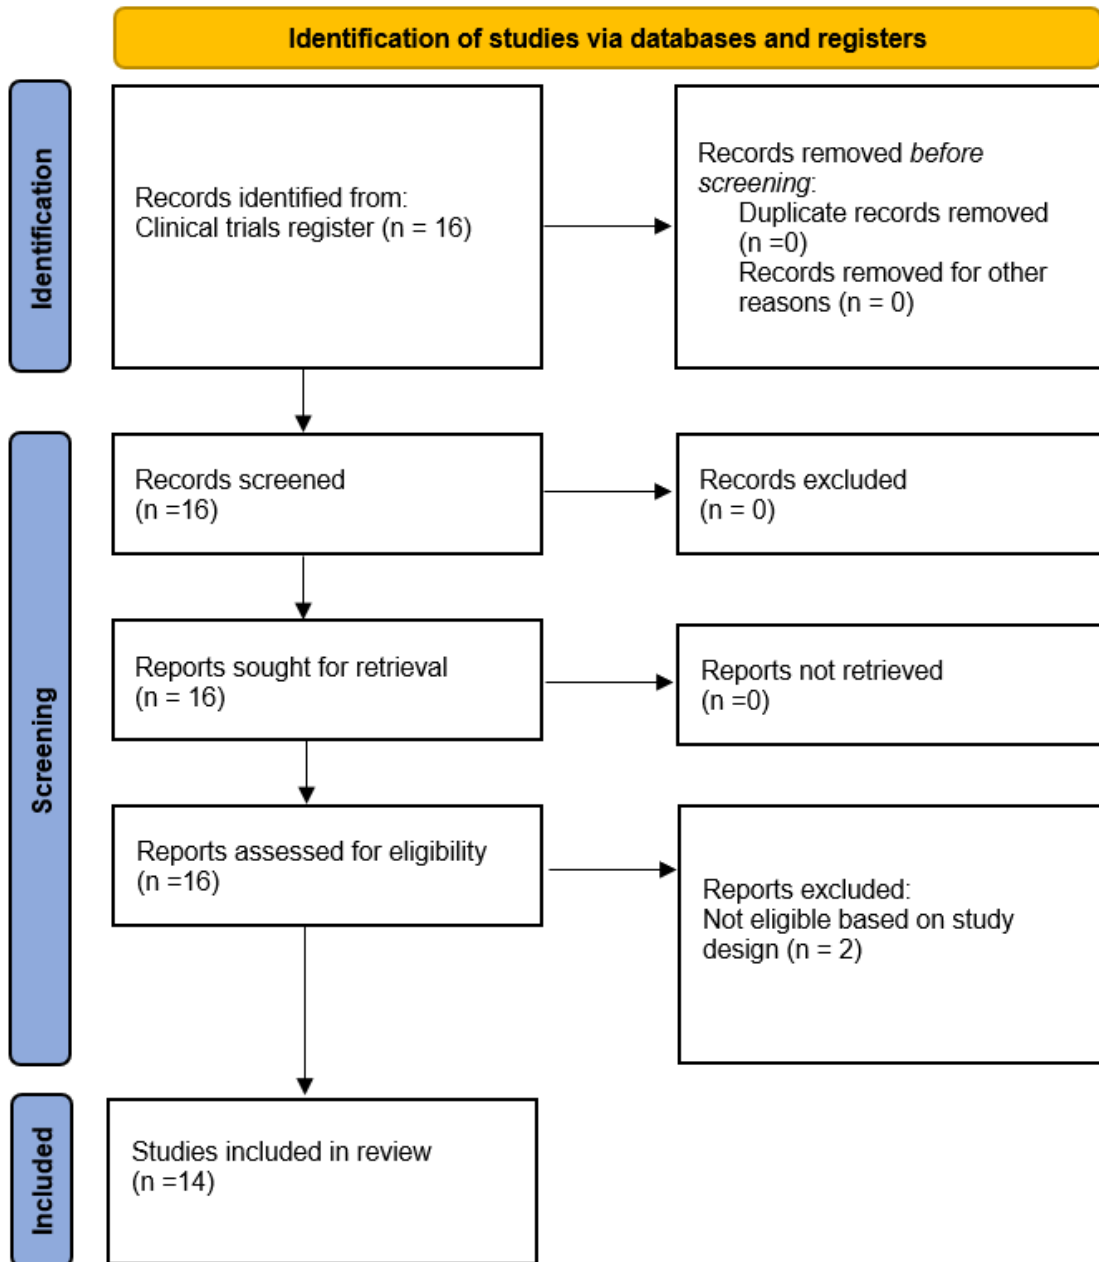 Identification of studies via databases and registers
Identification
Records identified from:
Clinical trials register (n = 16)
Records removed before
screening:
Duplicate records removed
(n =0)
Records removed for other
reasons (n = 0)
Screening
Records screened
(n =16)
Records excluded
(n = 0)
Reports sought for retrieval
(n = 16)
Reports not retrieved
(n =0)
Reports assessed for eligibility
(n =16)
Reports excluded:
Not eligible based on study
design (n = 2)
Included
Studies included in review
(n =14)